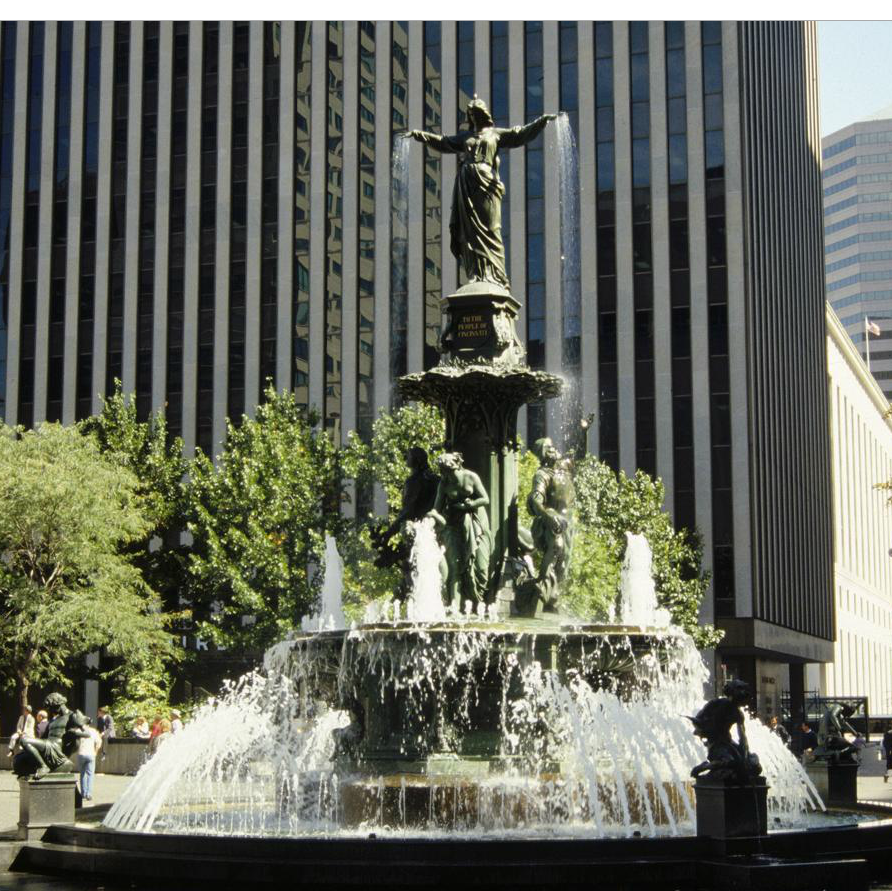 TO THE
PEOPLE OF
CINCINNATI